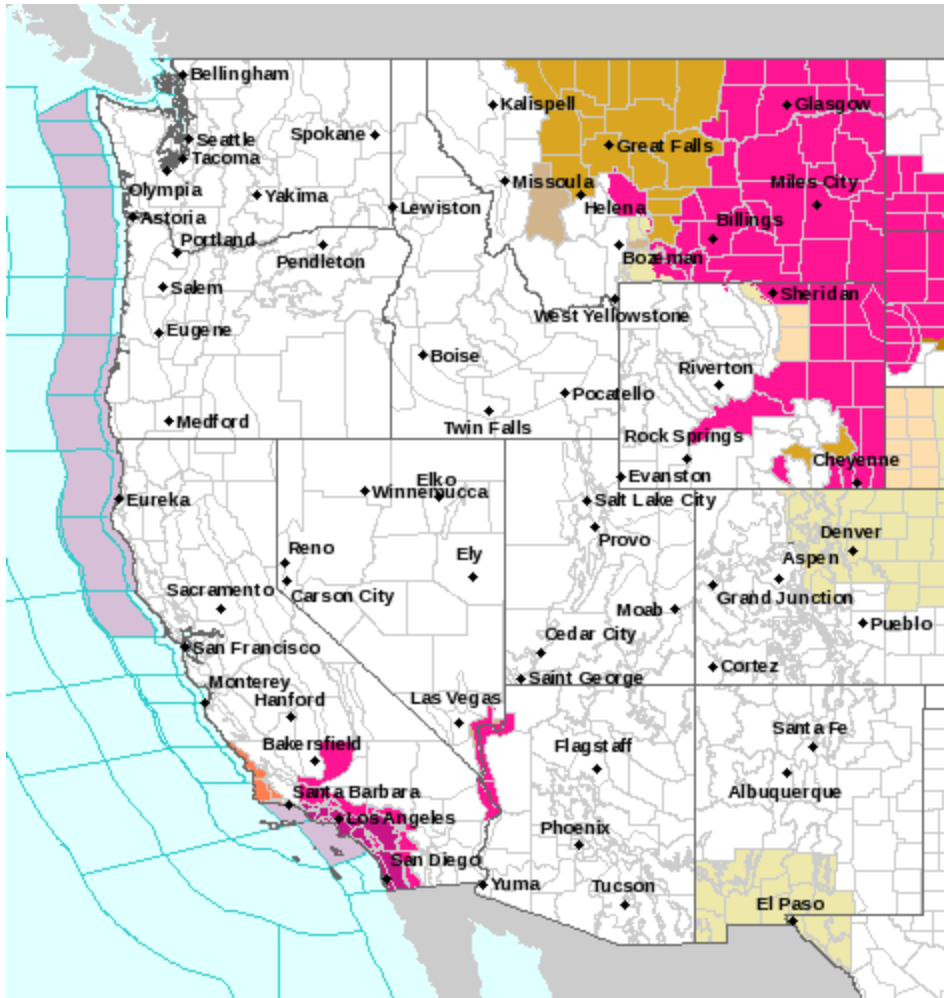 Bellingham
Kalispell
Glasgow
Spokane
Seattle
Great Falls
Tacoma
Olympia
Missoula
Miles City
Yakima
Lewiston
Helena
Astoria
Billings
Portland
Pendleton
Bozeman
Salem
Sheridan
West Yellowstone
Eugene
Boise
Riverton
Pocatello
Medford
Twin Falls
Rock Springs
Cheyenne
Elko
Evanston
Winnemucca
Eureka
Salt Lake City
Provo
Denver
Reno
Ely
Aspen
Sacramento
Carson City
Grand Junction
Moab
Pueblo
Cedar City
San Francisco
Cortez
Saint George
Monterey
Hanford
Las Vegas
Santa Fe
Bakersfield
Flagstaff
Santa Barbara
Albuquerque
Los Angeles
Phoenix
San Diego
Yuma
Tucson
El Paso